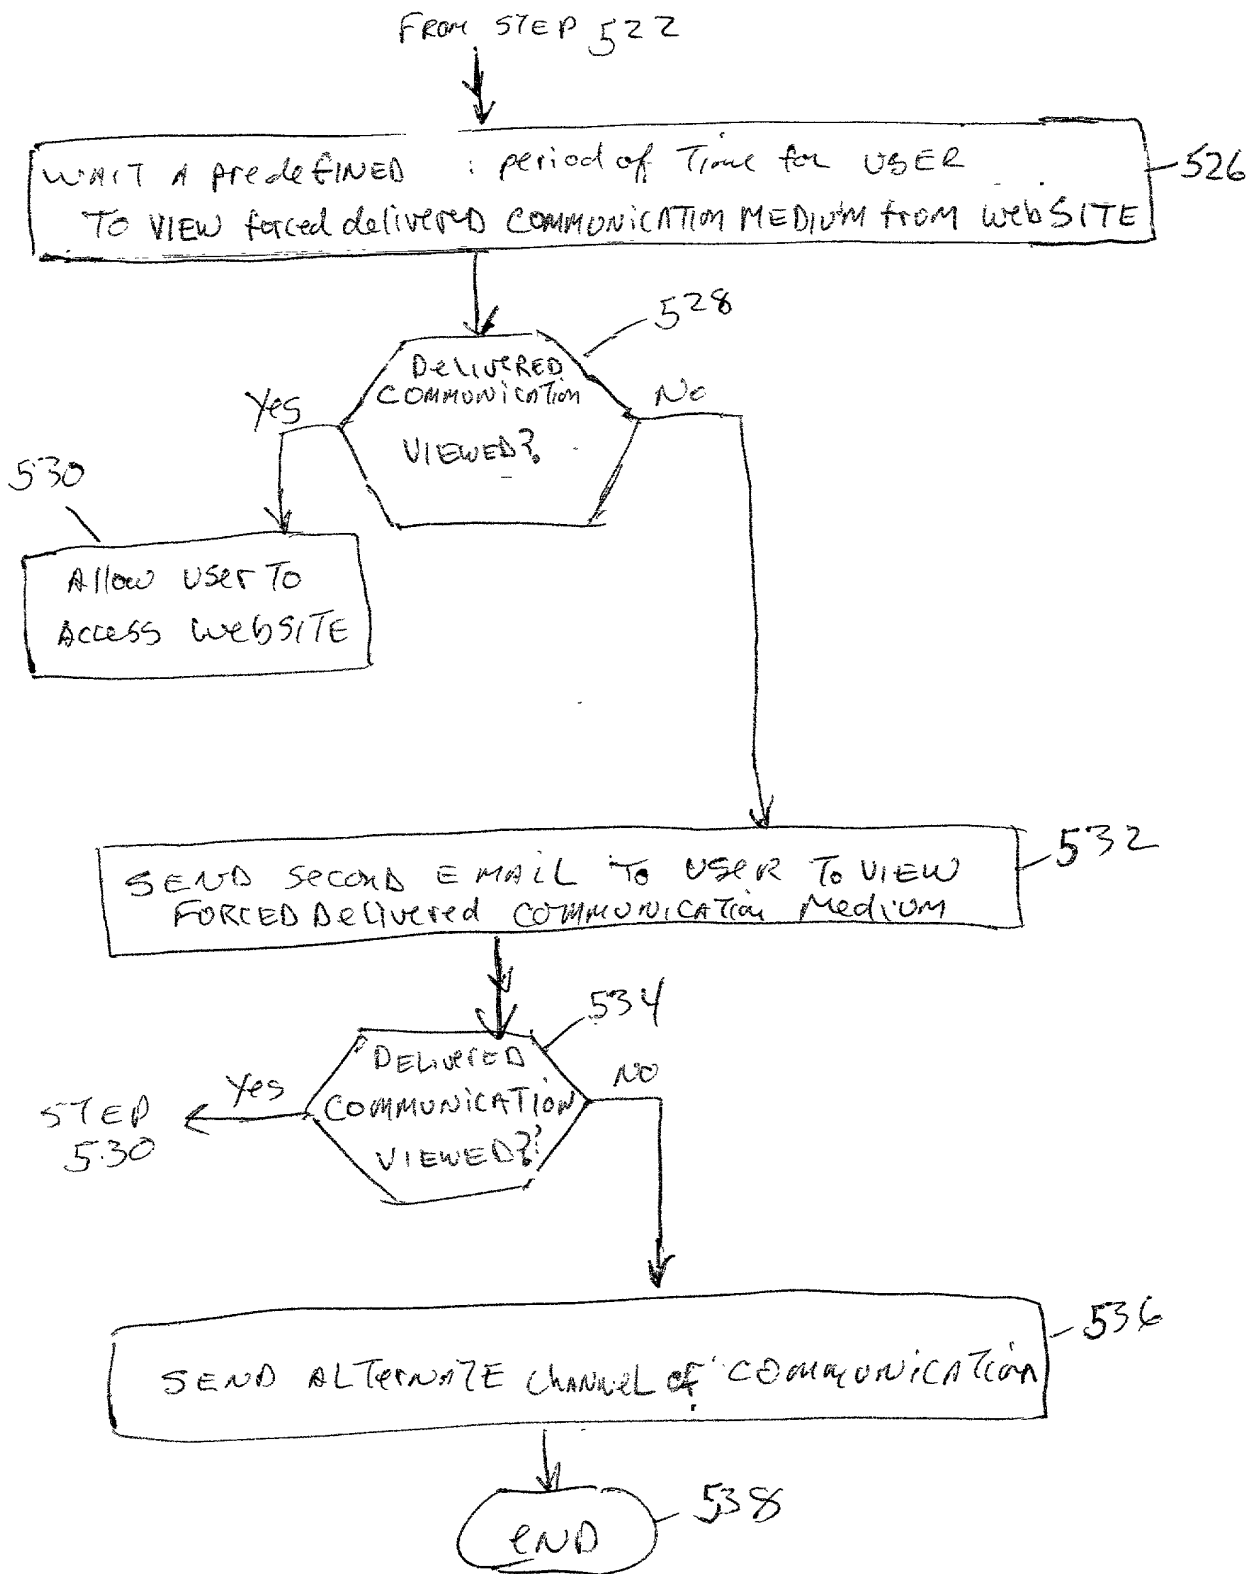 FROM STEP 522
WAIT A PredeFINED : period of Time for USER
TO VIEW forced delivered COMMUNICATION MEDIUM from WebSITE
526
528
DeLIVERED
COMMUNICATION
VIEWED?
Yes
No
530
Allow USer To
Access WebSITE
532
SEND Second EMAIL To USER To VIEW
FORCED Delivered COMMUNICATION Medium
534
DELIVERED
COMMUNICATION
VIEWED?
Yes
NO
STEP
530
536
SEND ALTERNATE ChANNEL of COMMUNICATION
eND
538